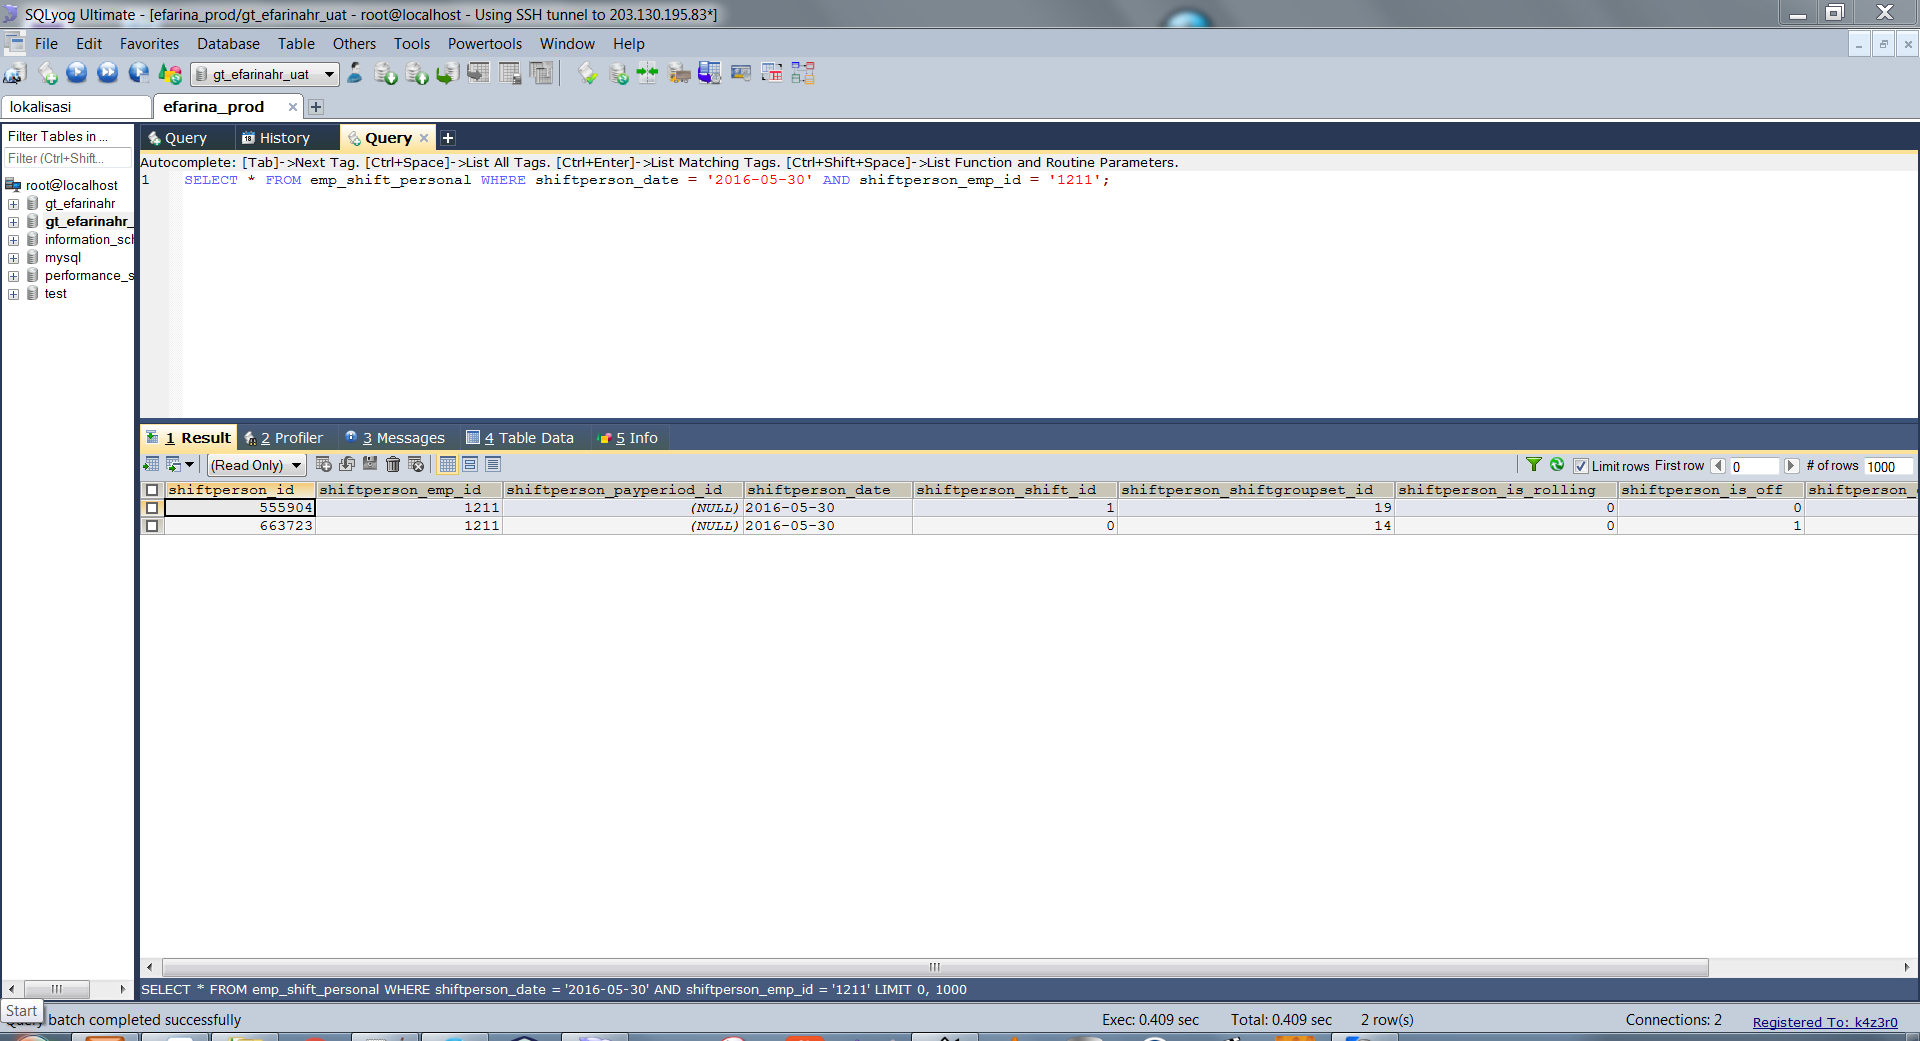 SQLyog Ultimate - [efarina_prod/gt_efarinahr_uat - root@localhost - Using SSH tunnel to 203.130.195.83*]
File Edit Favorites Database Table Others Tools Powertools Window Help
gt_efarinahr_uat
lokalisasi efarina_prod
Filter Tables in ...
Filter (Ctrl+Shift...
root@localhost
gt_efarinahr
gt_efarinahr_
information_sch
mysql
performance_s
test
Query History Query
Autocomplete: [Tab]->Next Tag. [Ctrl+Space]->List All Tags. [Ctrl+Enter]->List Matching Tags. [Ctrl+Shift+Space]->List Function and Routine Parameters.
1 SELECT * FROM emp_shift_personal WHERE shiftperson_date = '2016-05-30' AND shiftperson_emp_id = '1211';
1 Result 2 Profiler 3 Messages 4 Table Data 5 Info
(Read Only) Limit rows First row 0 # of rows 1000
shiftperson_id shiftperson_emp_id shiftperson_payperiod_id shiftperson_date shiftperson_shift_id shiftperson_shiftgroupset_id shiftperson_is_rolling shiftperson_is_off shiftperson_
555904 1211 (NULL) 2016-05-30 1 19 0 0
663723 1211 (NULL) 2016-05-30 0 14 0 1
SELECT * FROM emp_shift_personal WHERE shiftperson_date = '2016-05-30' AND shiftperson_emp_id = '1211' LIMIT 0, 1000
Start
batch completed successfully Exec: 0.409 sec Total: 0.409 sec 2 row(s) Connections: 2 Registered To: k4z3r0